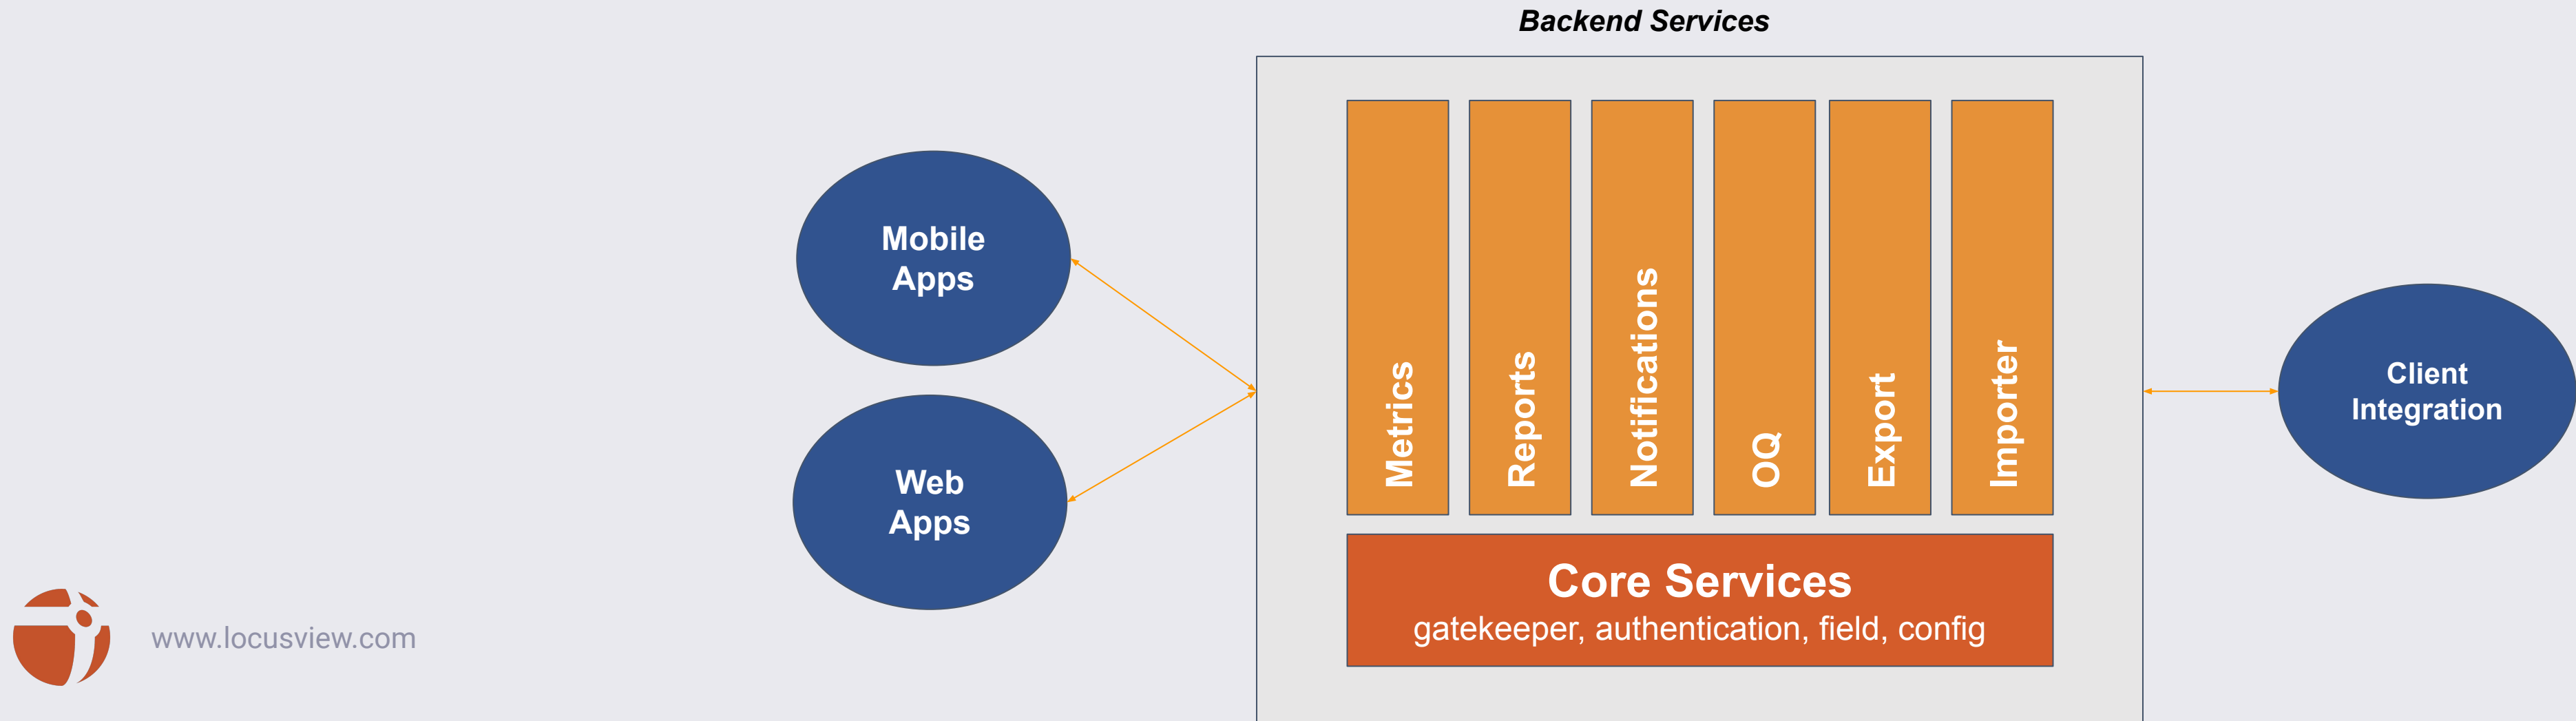 Backend Services
Mobile
Apps
Web
Apps
Metrics
Reports
Notifications
OQ
Export
Importer
Core Services
gatekeeper, authentication, field, config
Client
Integration
www.locusview.com